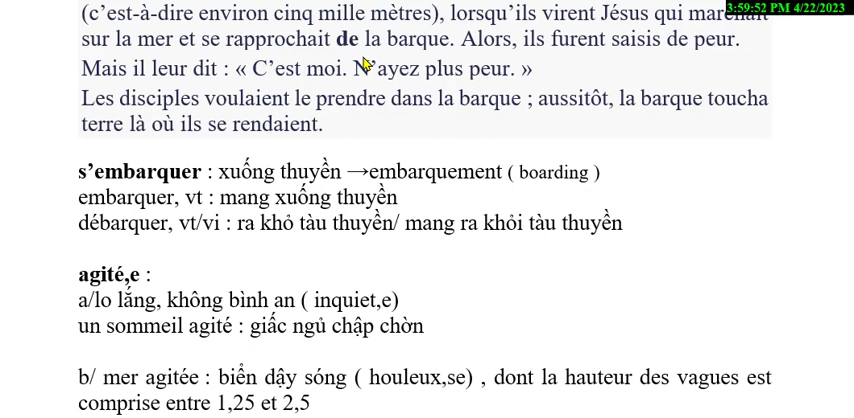 3:59:52 PM 4/22/2023
(c’est-à-dire environ cinq mille mètres), lorsqu’ils virent Jésus qui marchait
sur la mer et se rapprochait de la barque. Alors, ils furent saisis de peur.
Mais il leur dit : « C’est moi. N’ayez plus peur. »
Les disciples voulaient le prendre dans la barque ; aussitôt, la barque toucha
terre là où ils se rendaient.
s’embarquer : xuống thuyền →embarquement ( boarding )
embarquer, vt : mang xuống thuyền
débarquer, vt/vi : ra khỏ tàu thuyền/ mang ra khỏi tàu thuyền
agité,e :
a/lo lắng, không bình an ( inquiet,e)
un sommeil agité : giấc ngủ chập chờn
b/ mer agitée : biển dậy sóng ( houleux,se) , dont la hauteur des vagues est
comprise entre 1,25 et 2,5